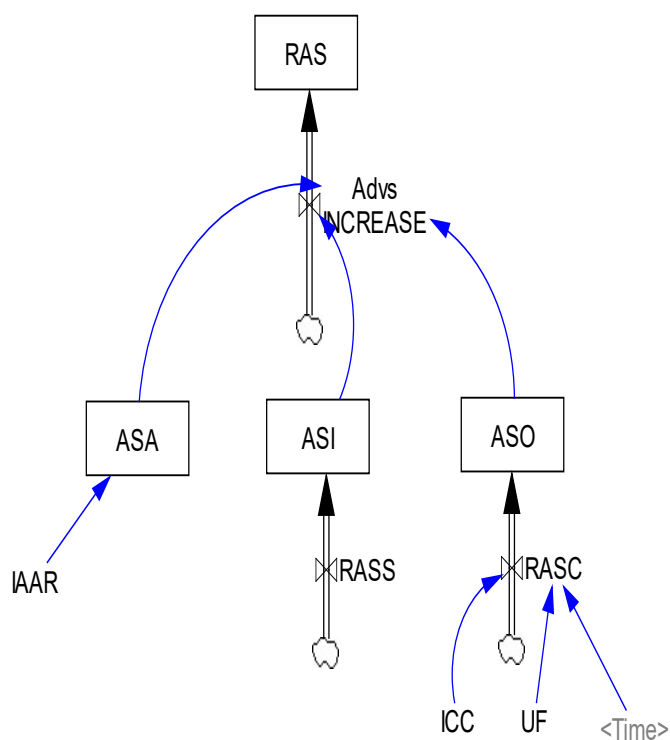 RAS
Advs
INCREASE
ASA
ASI
ASO
IAAR
RASS
RASC
ICC
UF
<Time>